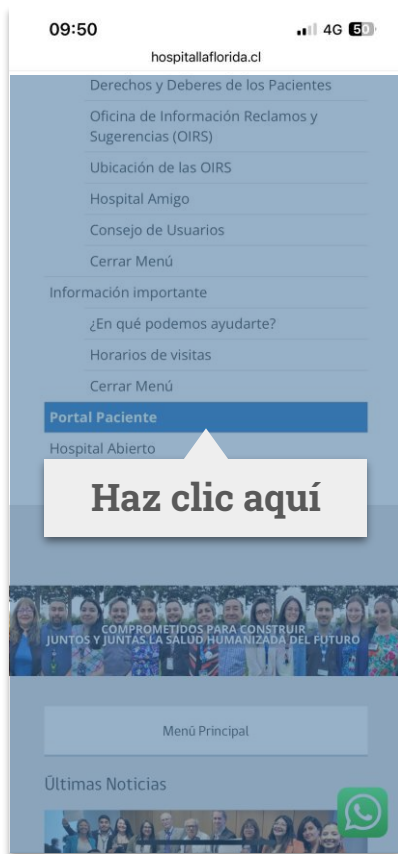 09:50
4G 50
hospitallaflorida.cl
Derechos y Deberes de los Pacientes
Oficina de Información Reclamos y
Sugerencias (OIRS)
Ubicación de las OIRS
Hospital Amigo
Consejo de Usuarios
Cerrar Menú
Información importante
¿En qué podemos ayudarte?
Horarios de visitas
Cerrar Menú
Portal Paciente
Hospital Abierto
Haz clic aquí
COMPROMETIDOS PARA CONSTRUIR
JUNTOS Y JUNTAS LA SALUD HUMANIZADA DEL FUTURO
Menú Principal
Últimas Noticias